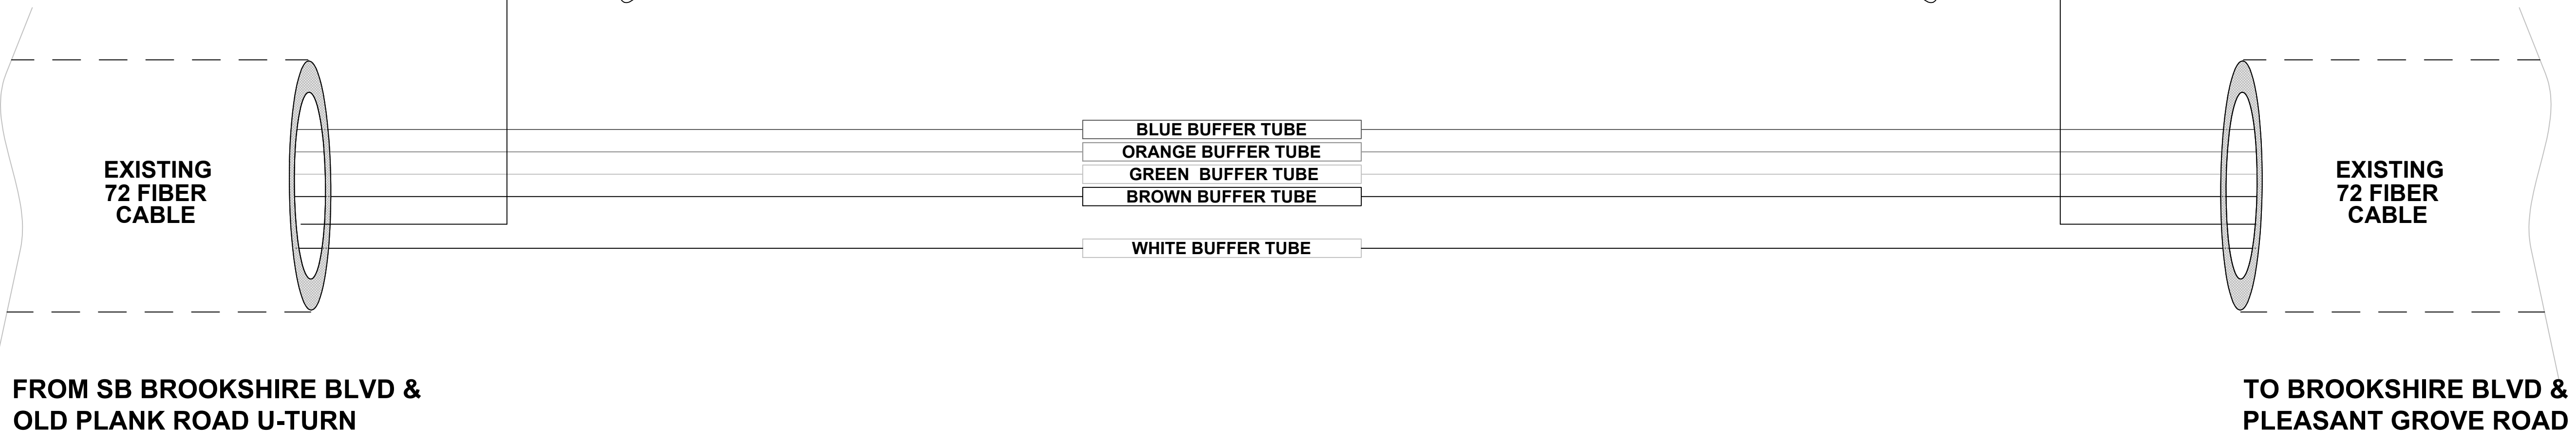 BLUE BUFFER TUBE
ORANGE BUFFER TUBE
GREEN  BUFFER TUBE
BROWN BUFFER TUBE
WHITE BUFFER TUBE
EXISTING
72 FIBER
CABLE
EXISTING
72 FIBER
CABLE
FROM SB BROOKSHIRE BLVD &
OLD PLANK ROAD U-TURN
TO BROOKSHIRE BLVD &
PLEASANT GROVE ROAD